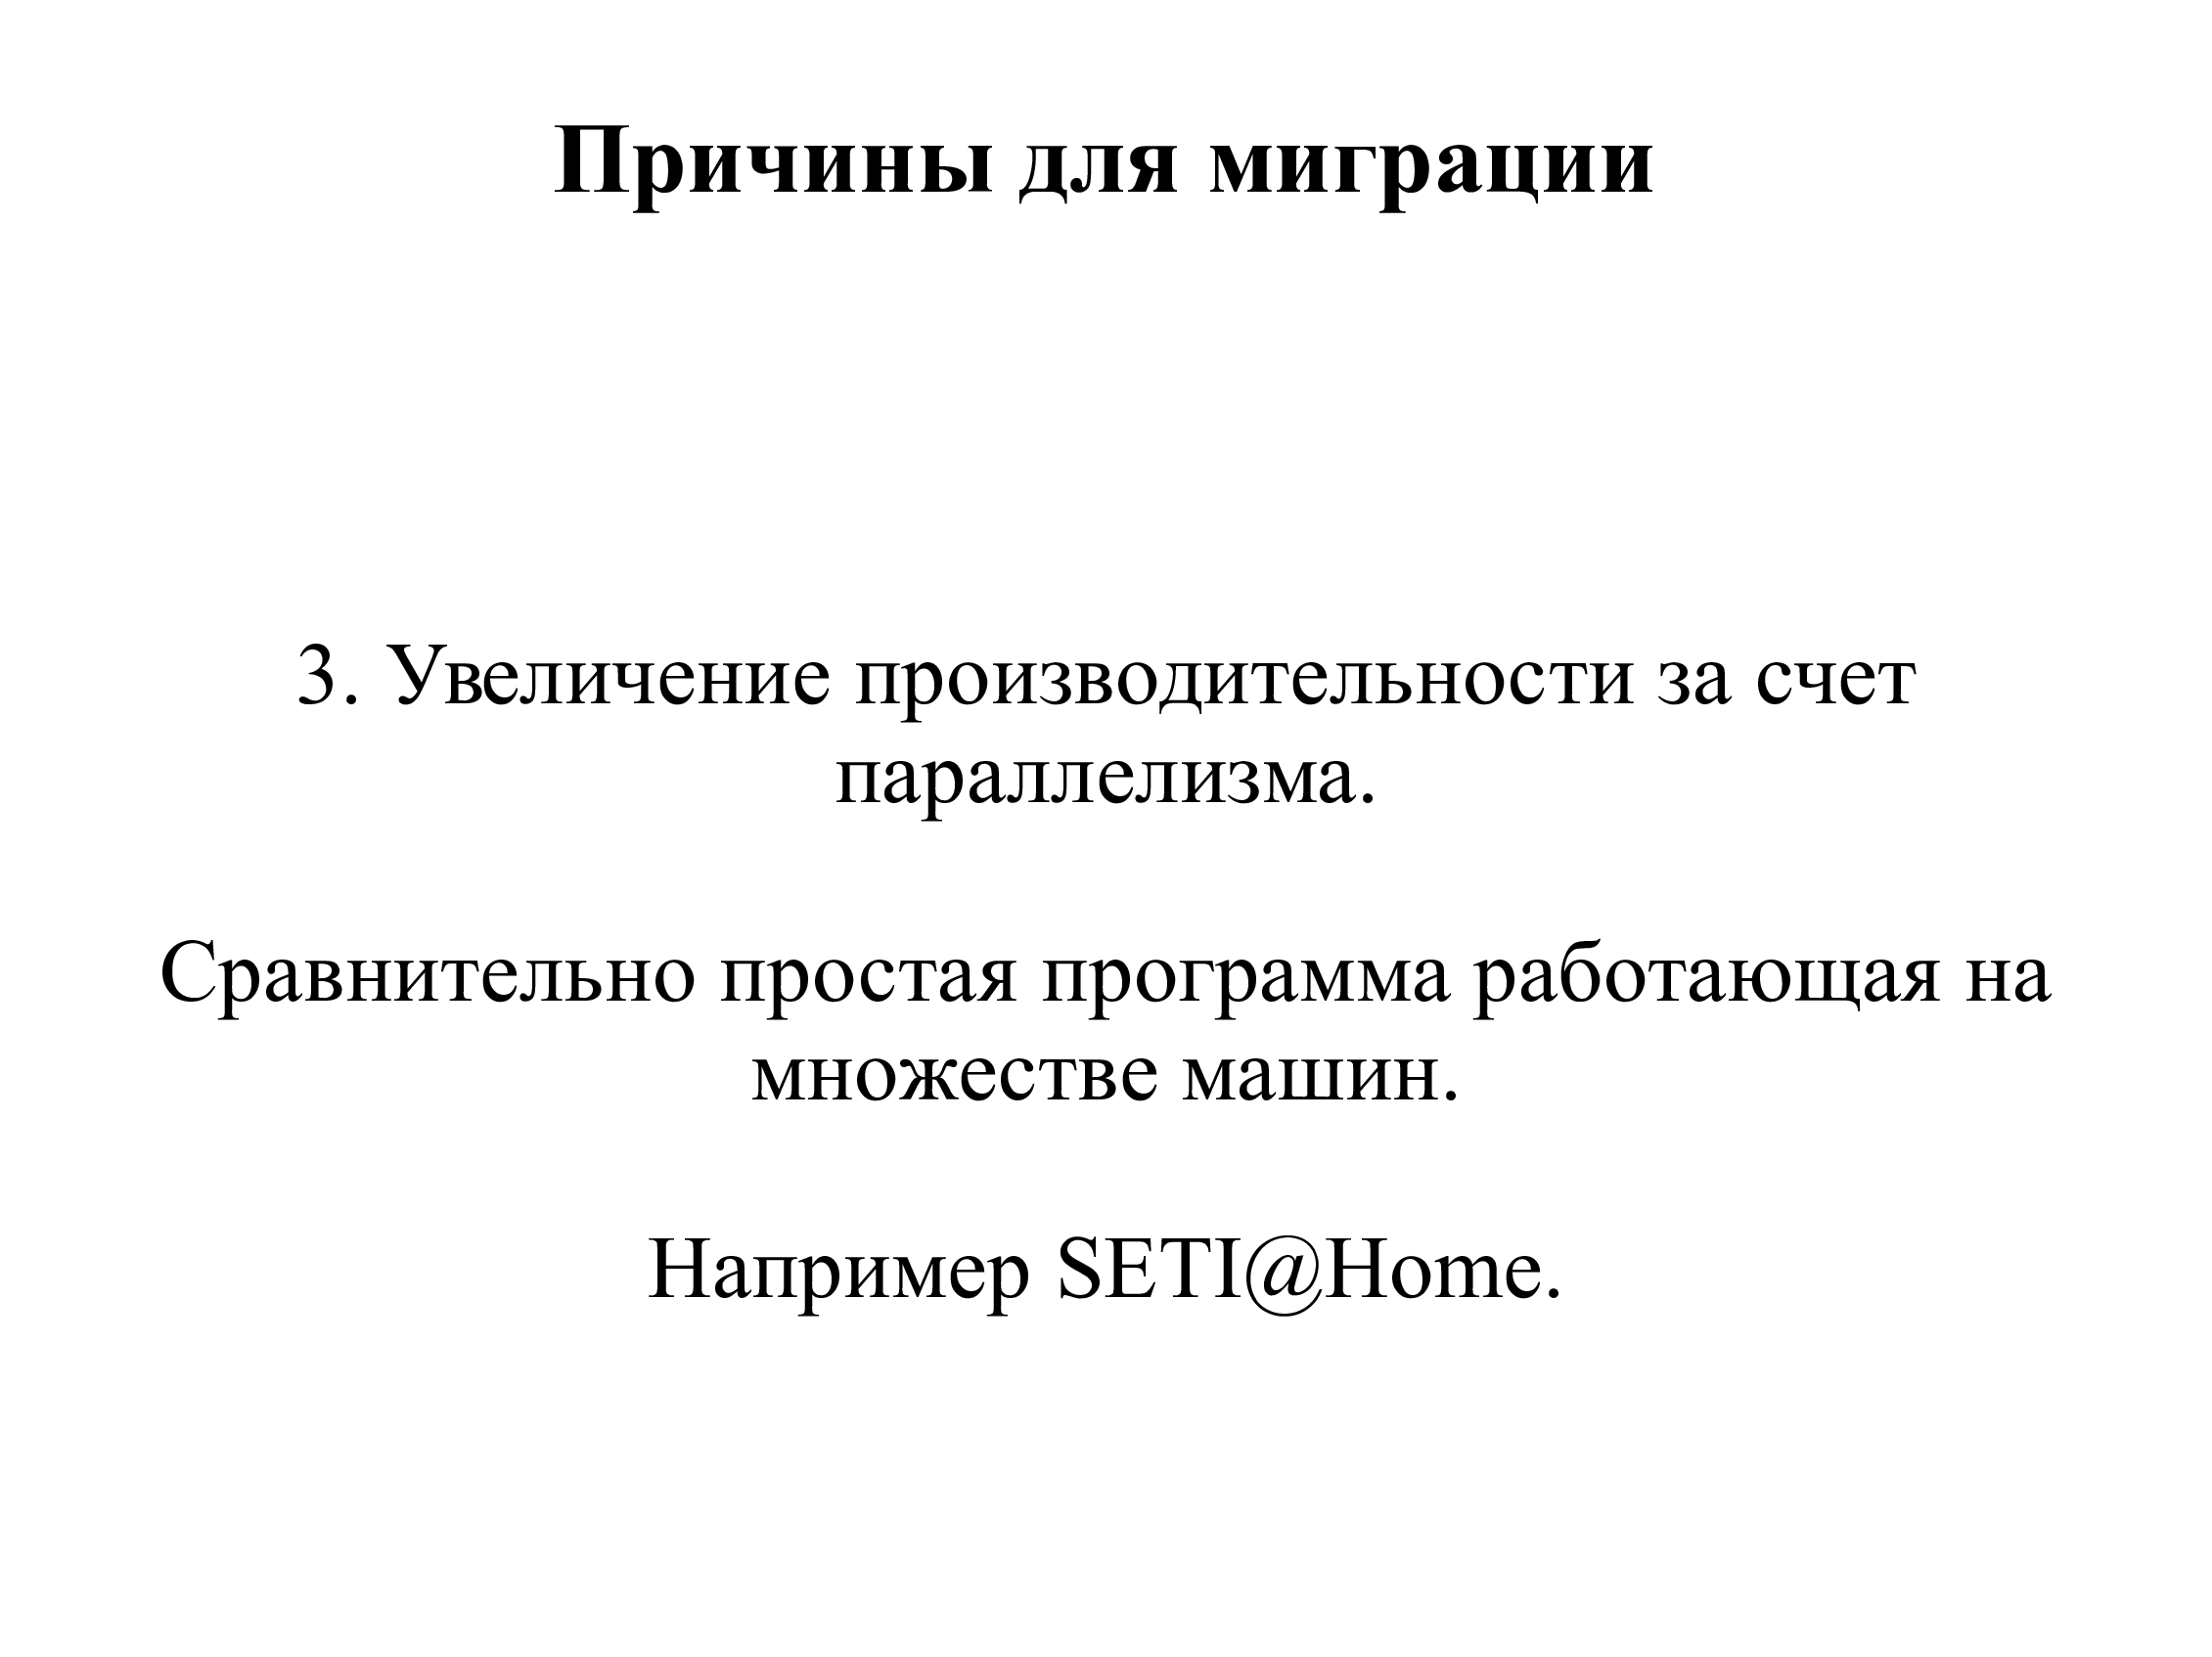 Причины для миграции
3. Увеличение производительности за счет
параллелизма.
Сравнительно простая программа работающая на
множестве машин.
Например SETI@Home.